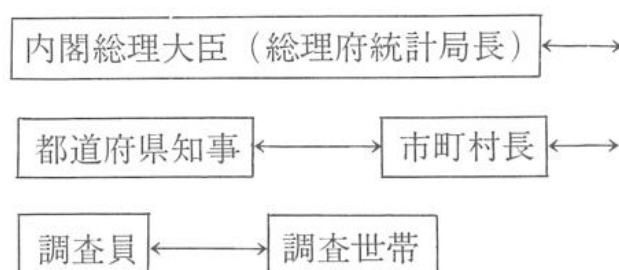 内閣総理大臣（総理府統計局長）
都道府県知事 市町村長
調査員 調査世帯